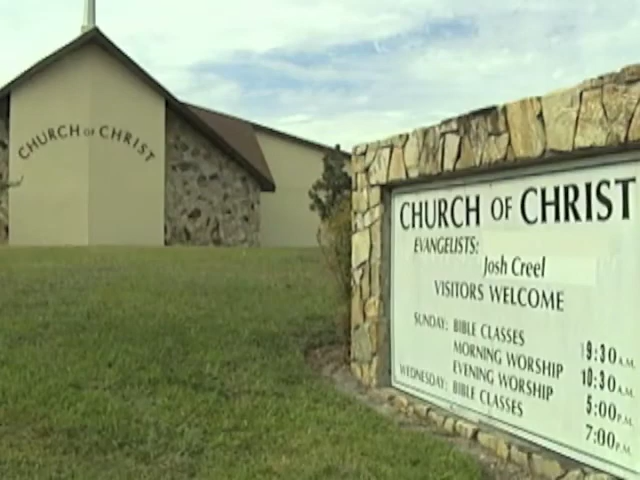 CHURCH OF CHRIST
CHURCH OF CHRIST
EVANGELISTS:
Josh Creel
VISITORS WELCOME
SUNDAY: BIBLE CLASSES 9:30 A.M.
MORNING WORSHIP 10:30 A.M.
EVENING WORSHIP 5:00 P.M.
WEDNESDAY: BIBLE CLASSES 7:00 P.M.